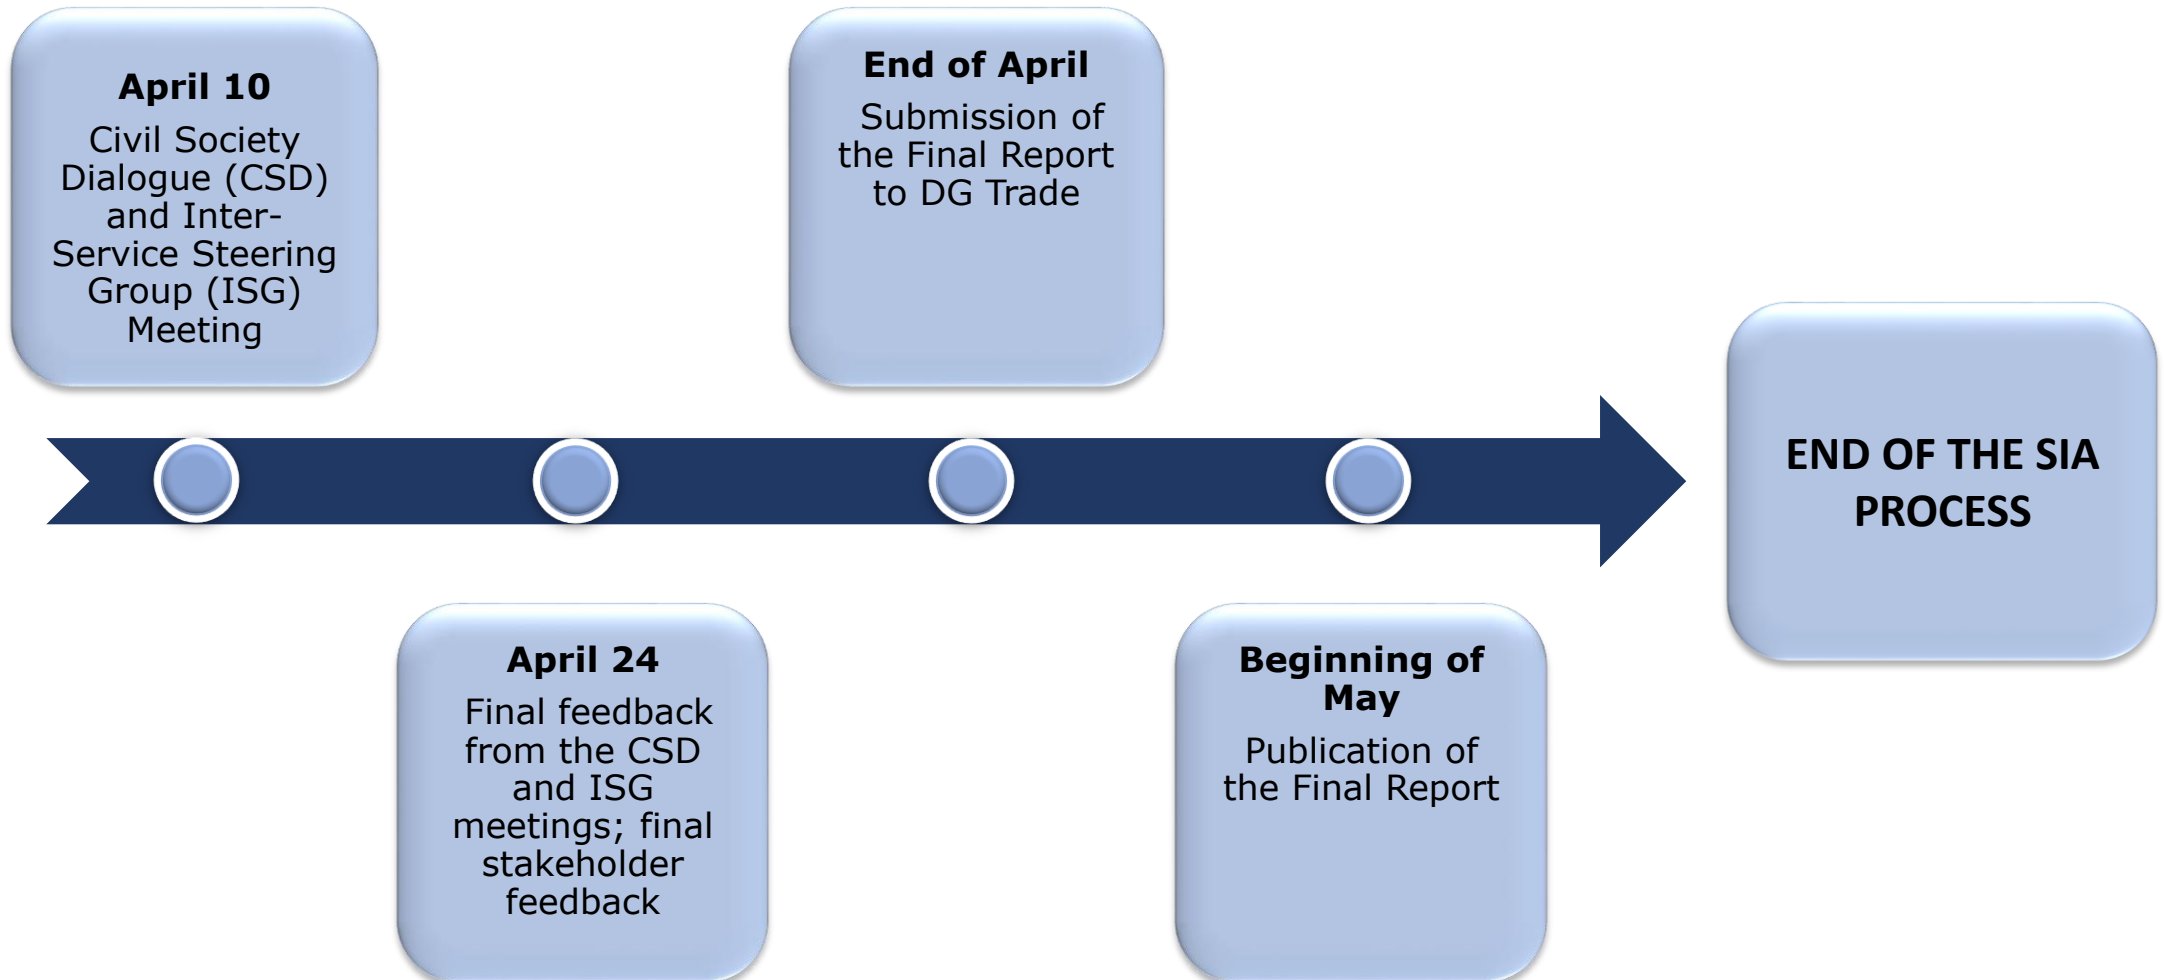 April 10
Civil Society
Dialogue (CSD)
and Inter-
Service Steering
Group (ISG)
Meeting
April 24
Final feedback
from the CSD
and ISG
meetings; final
stakeholder
feedback
End of April
Submission of
the Final Report
to DG Trade
Beginning of
May
Publication of
the Final Report
END OF THE SIA
PROCESS